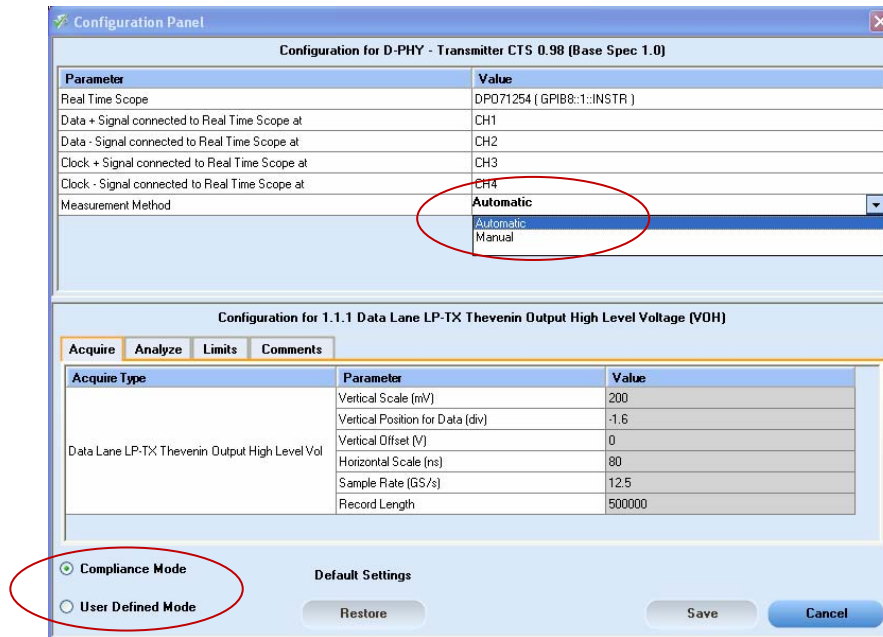 Configuration Panel
Configuration for D-PHY - Transmitter CTS 0.98 (Base Spec 1.0)
Parameter Value
Real Time Scope DPO71254 ( GPIB8::1::INSTR )
Data + Signal connected to Real Time Scope at CH1
Data - Signal connected to Real Time Scope at CH2
Clock + Signal connected to Real Time Scope at CH3
Clock - Signal connected to Real Time Scope at CH4
Measurement Method Automatic
Automatic
Manual
Configuration for 1.1.1 Data Lane LP-TX Thevenin Output High Level Voltage (VOH)
Acquire Analyze Limits Comments
Acquire Type Parameter Value
Vertical Scale (mV) 200
Vertical Position for Data (div) -1.6
Vertical Offset (V) 0
Data Lane LP-TX Thevenin Output High Level Vol
Horizontal Scale (ns) 80
Sample Rate (GS/s) 12.5
Record Length 500000
Compliance Mode
Default Settings
User Defined Mode
Restore Save Cancel